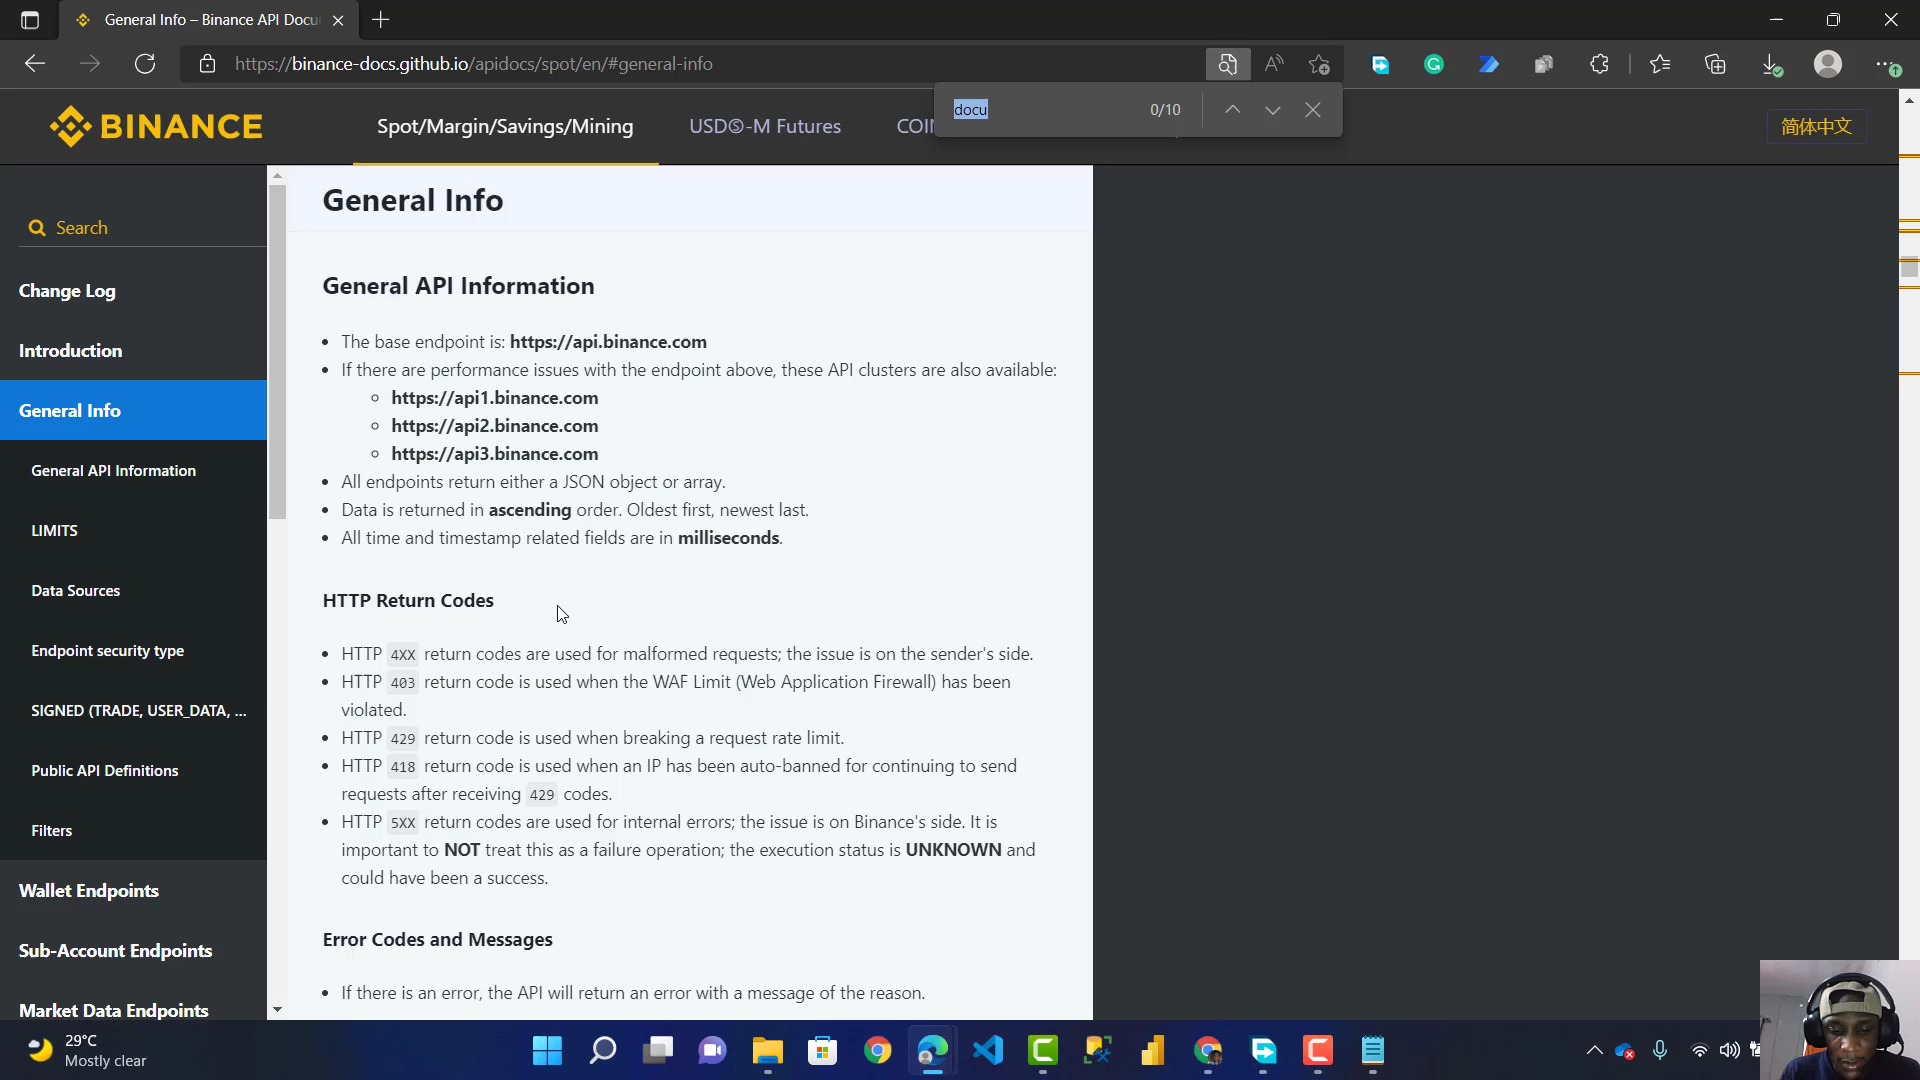 General Info – Binance API Docu
https://binance-docs.github.io/apidocs/spot/en/#general-info
docu
0/10
BINANCE
Spot/Margin/Savings/Mining
USDⓈ-M Futures
COI
简体中文
Search
Change Log
Introduction
General Info
General API Information
LIMITS
Data Sources
Endpoint security type
SIGNED (TRADE, USER_DATA, ...
Public API Definitions
Filters
Wallet Endpoints
Sub-Account Endpoints
Market Data Endpoints
General Info
General API Information
• The base endpoint is: https://api.binance.com
• If there are performance issues with the endpoint above, these API clusters are also available:
◦ https://api1.binance.com
◦ https://api2.binance.com
◦ https://api3.binance.com
• All endpoints return either a JSON object or array.
• Data is returned in ascending order. Oldest first, newest last.
• All time and timestamp related fields are in milliseconds.
HTTP Return Codes
• HTTP 4XX return codes are used for malformed requests; the issue is on the sender's side.
• HTTP 403 return code is used when the WAF Limit (Web Application Firewall) has been
violated.
• HTTP 429 return code is used when breaking a request rate limit.
• HTTP 418 return code is used when an IP has been auto-banned for continuing to send
requests after receiving 429 codes.
• HTTP 5XX return codes are used for internal errors; the issue is on Binance's side. It is
important to NOT treat this as a failure operation; the execution status is UNKNOWN and
could have been a success.
Error Codes and Messages
• If there is an error, the API will return an error with a message of the reason.
29°C
Mostly clear